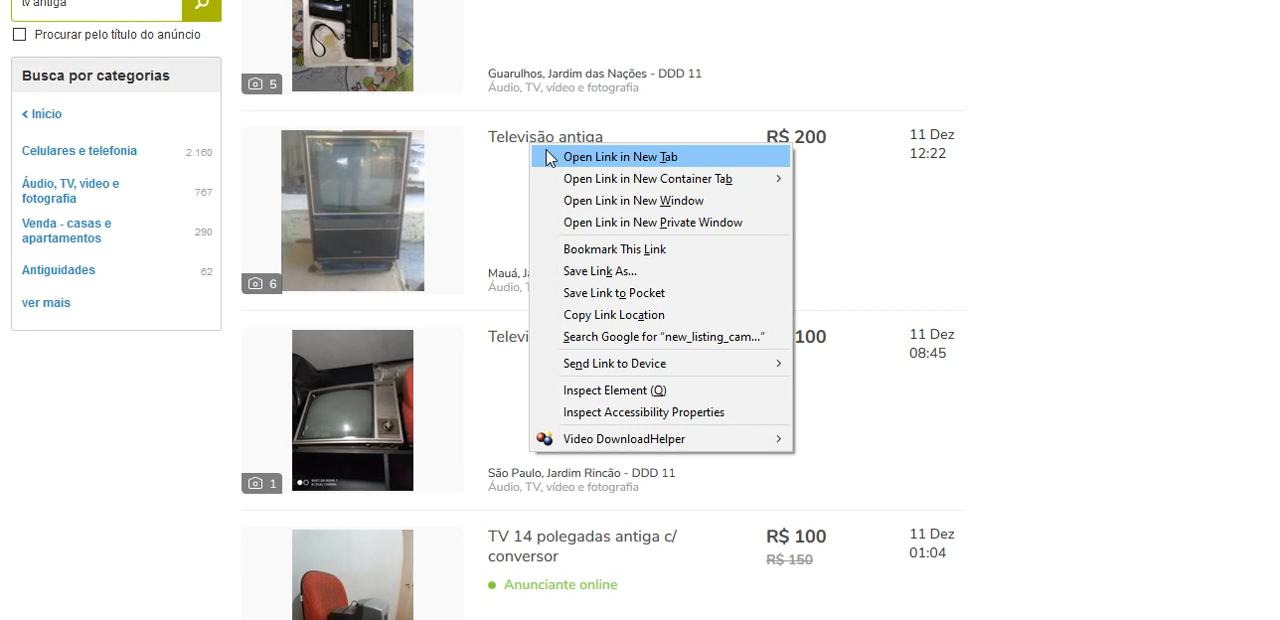 tv antiga
Procurar pelo título do anúncio
Busca por categorias
Início
Celulares e telefonia 2.160
Áudio, TV, vídeo e
fotografia 767
Venda - casas e
apartamentos 290
Antiguidades 62
ver mais
5
Guarulhos, Jardim das Nações - DDD 11
Áudio, TV, vídeo e fotografia
Televisão antiga
R$ 200
11 Dez
12:22
6
Mauá, J
Áudio, T
Open Link in New Tab
Open Link in New Container Tab
Open Link in New Window
Open Link in New Private Window
Bookmark This Link
Save Link As...
Save Link to Pocket
Copy Link Location
Search Google for “new_listing_cam...”
Send Link to Device
Inspect Element (Q)
Inspect Accessibility Properties
Video DownloadHelper
Televi
100
11 Dez
08:45
1
São Paulo, Jardim Rincão - DDD 11
Áudio, TV, vídeo e fotografia
TV 14 polegadas antiga c/
conversor
R$ 100
R$ 150
11 Dez
01:04
Anunciante online